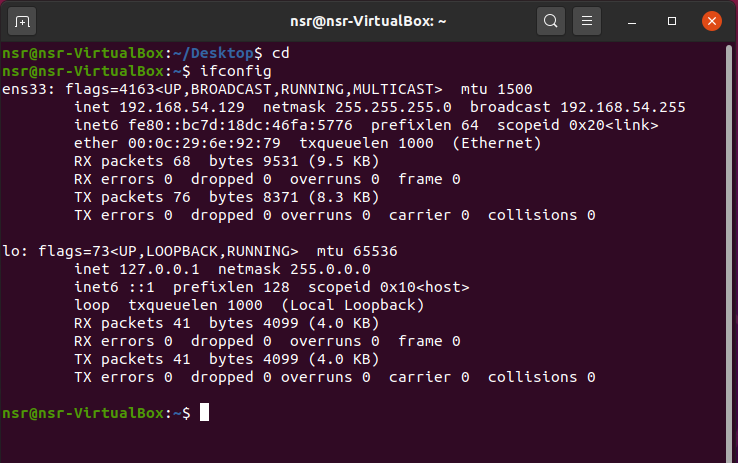 nsr@nsr-VirtualBox: ~
nsr@nsr-VirtualBox:~/Desktop$ cd
nsr@nsr-VirtualBox:~$ ifconfig
ens33: flags=4163<UP,BROADCAST,RUNNING,MULTICAST>  mtu 1500
        inet 192.168.54.129  netmask 255.255.255.0  broadcast 192.168.54.255
        inet6 fe80::bc7d:18dc:46fa:5776  prefixlen 64  scopeid 0x20<link>
        ether 00:0c:29:6e:92:79  txqueuelen 1000  (Ethernet)
        RX packets 68  bytes 9531 (9.5 KB)
        RX errors 0  dropped 0  overruns 0  frame 0
        TX packets 76  bytes 8371 (8.3 KB)
        TX errors 0  dropped 0 overruns 0  carrier 0  collisions 0
lo: flags=73<UP,LOOPBACK,RUNNING>  mtu 65536
        inet 127.0.0.1  netmask 255.0.0.0
        inet6 ::1  prefixlen 128  scopeid 0x10<host>
        loop  txqueuelen 1000  (Local Loopback)
        RX packets 41  bytes 4099 (4.0 KB)
        RX errors 0  dropped 0  overruns 0  frame 0
        TX packets 41  bytes 4099 (4.0 KB)
        TX errors 0  dropped 0 overruns 0  carrier 0  collisions 0
nsr@nsr-VirtualBox:~$